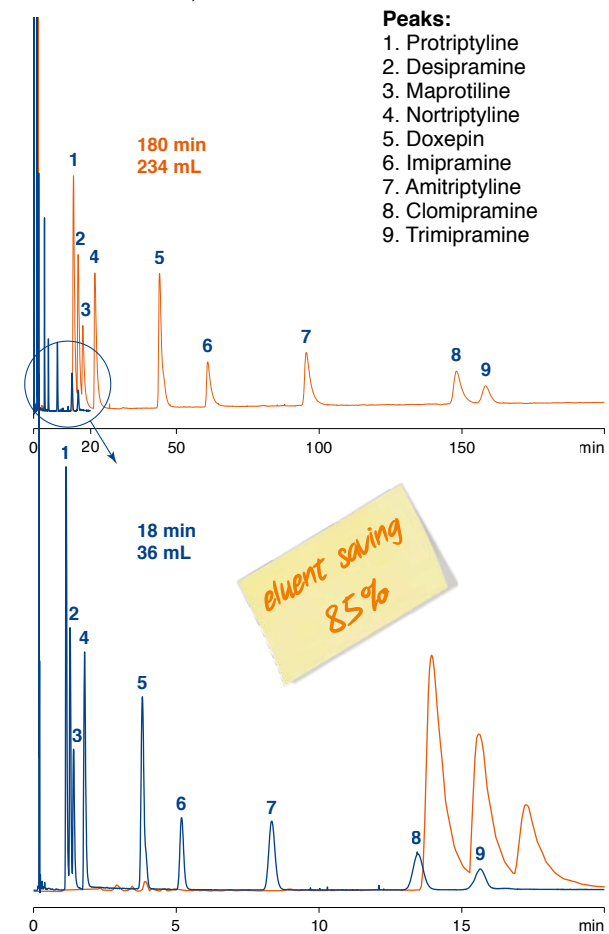 Peaks:
1. Protriptyline
2. Desipramine
3. Maprotiline
4. Nortriptyline
5. Doxepin
6. Imipramine
7. Amitriptyline
8. Clomipramine
9. Trimipramine
180 min
234 mL
1
2
3
4
5
6
7
8
9
0
20
50
100
150
min
18 min
36 mL
eluent saving
85%
1
2
3
4
5
6
7
8
9
0
5
10
15
min